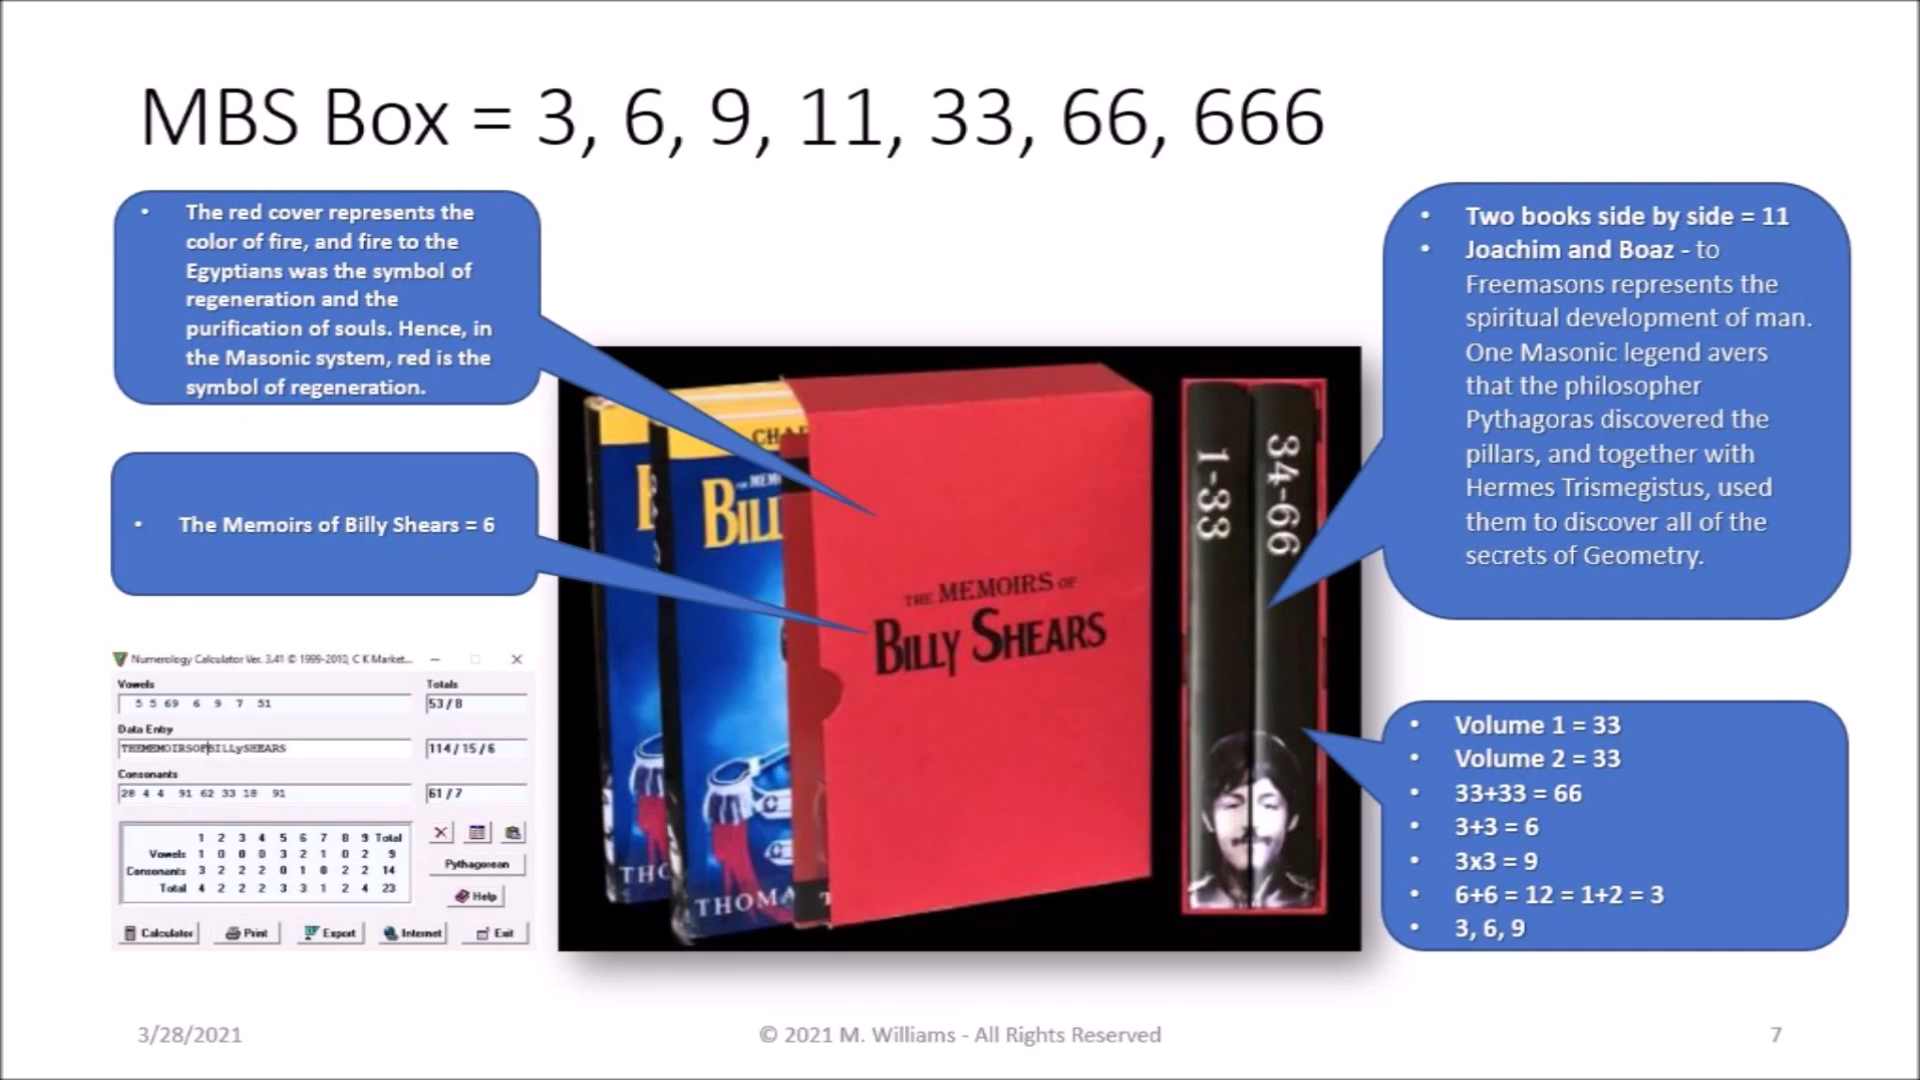 MBS Box = 3, 6, 9, 11, 33, 66, 666
• The red cover represents the
color of fire, and fire to the
Egyptians was the symbol of
regeneration and the
purification of souls. Hence, in
the Masonic system, red is the
symbol of regeneration.
• The Memoirs of Billy Shears = 6
Numerology Calculator Ver. 3.41 © 1999-2010, C K Market...
Vowels
Totals
5 5 69 6 9 7 51
53 / 8
Data Entry
THEMEMOIRSOFBILLySHEARS
114 / 15 / 6
Consonants
28 4 4 91 62 33 18 91
61 / 7
1 2 3 4 5 6 7 8 9 Total
Vowels 1 0 0 0 3 2 1 0 2 9
Consonants 3 2 2 2 0 1 0 2 2 14
Total 4 2 2 2 3 3 1 2 4 23
Pythagorean
Help
Calculator
Print
Export
Internet
Exit
BILL
THOMA
THE MEMOIRS OF
BILLY SHEARS
1-33
34-66
• Two books side by side = 11
• Joachim and Boaz - to
Freemasons represents the
spiritual development of man.
One Masonic legend avers
that the philosopher
Pythagoras discovered the
pillars, and together with
Hermes Trismegistus, used
them to discover all of the
secrets of Geometry.
• Volume 1 = 33
• Volume 2 = 33
• 33+33 = 66
• 3+3 = 6
• 3x3 = 9
• 6+6 = 12 = 1+2 = 3
• 3, 6, 9
3/28/2021
© 2021 M. Williams - All Rights Reserved
7